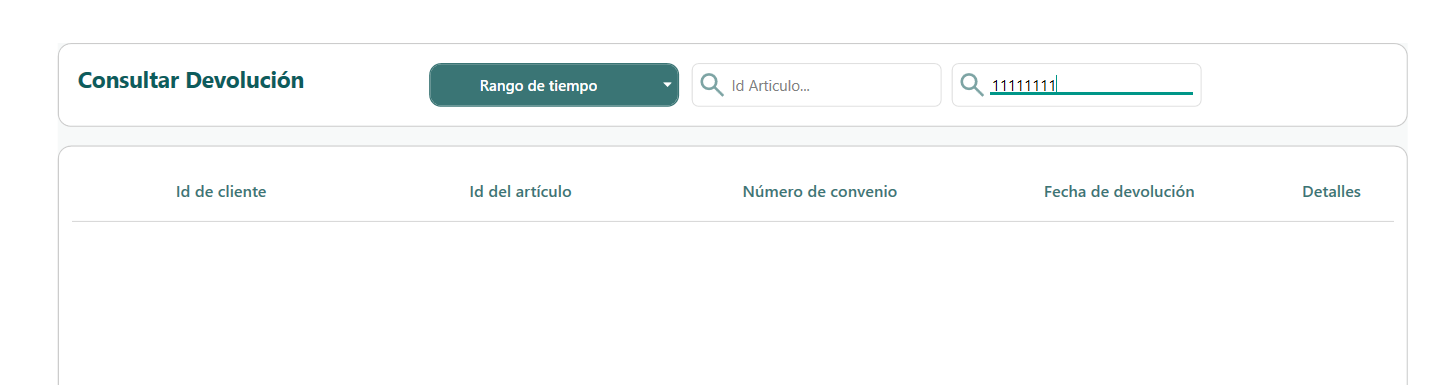 Consultar Devolución
Rango de tiempo
Id Articulo...
11111111
Id de cliente Id del artículo Número de convenio Fecha de devolución Detalles